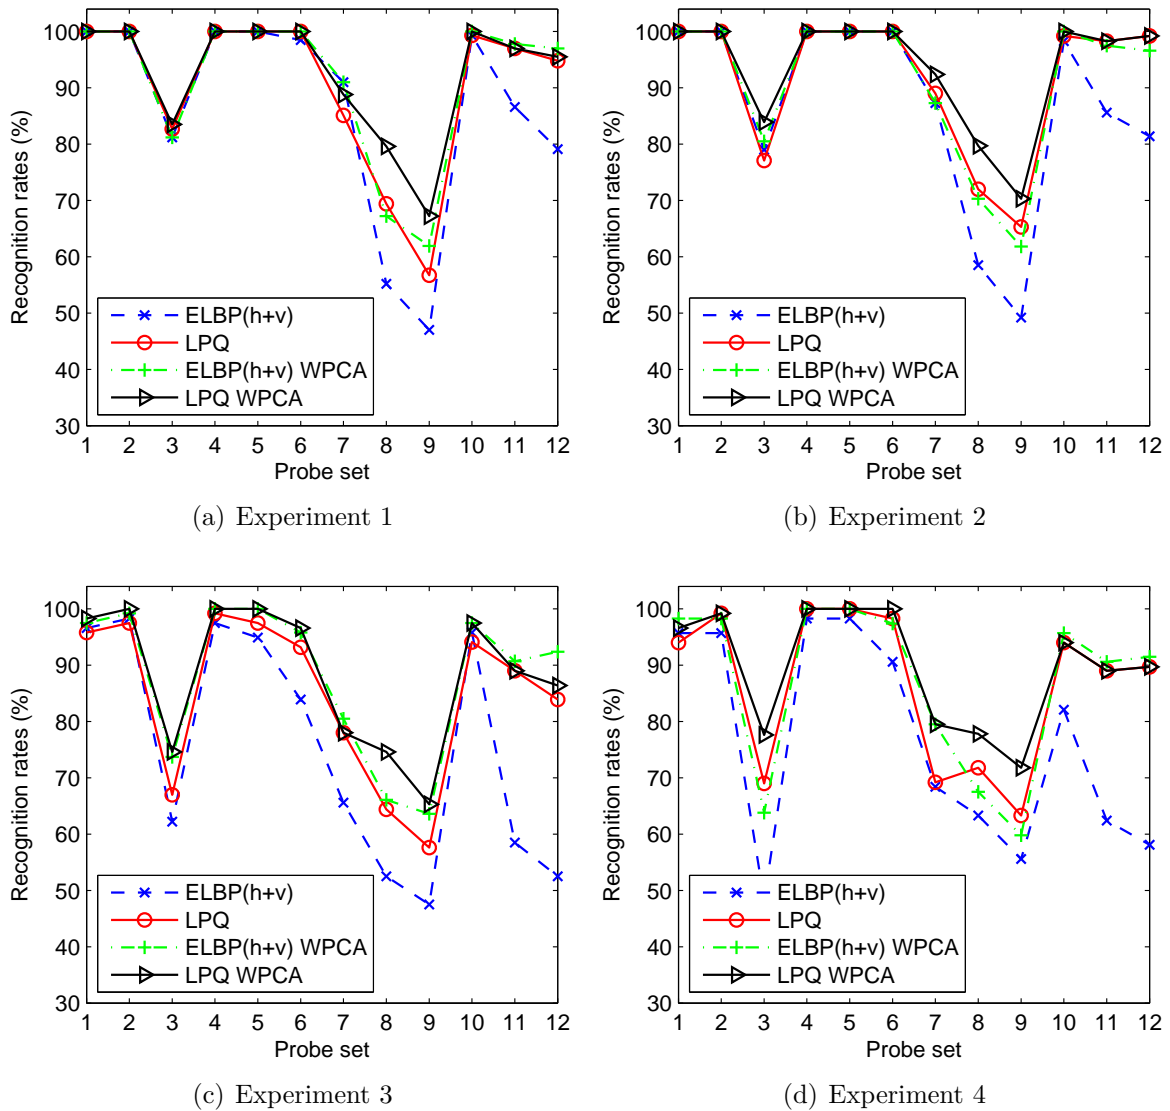 100
90
80
70
60
50
40
30
Recognition rates (%)
ELBP(h+v)
LPQ
ELBP(h+v) WPCA
LPQ WPCA
1 2 3 4 5 6 7 8 9 10 11 12
Probe set
(a) Experiment 1
100
90
80
70
60
50
40
30
Recognition rates (%)
ELBP(h+v)
LPQ
ELBP(h+v) WPCA
LPQ WPCA
1 2 3 4 5 6 7 8 9 10 11 12
Probe set
(b) Experiment 2
100
90
80
70
60
50
40
30
Recognition rates (%)
ELBP(h+v)
LPQ
ELBP(h+v) WPCA
LPQ WPCA
1 2 3 4 5 6 7 8 9 10 11 12
Probe set
(c) Experiment 3
100
90
80
70
60
50
40
30
Recognition rates (%)
ELBP(h+v)
LPQ
ELBP(h+v) WPCA
LPQ WPCA
1 2 3 4 5 6 7 8 9 10 11 12
Probe set
(d) Experiment 4